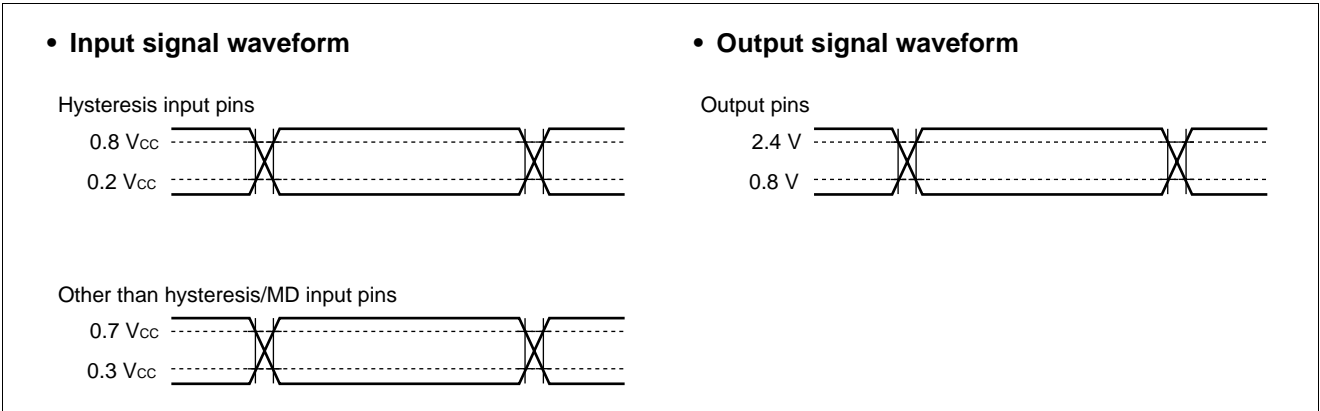 • Input signal waveform
Hysteresis input pins
0.8 Vcc
0.2 Vcc
Other than hysteresis/MD input pins
0.7 Vcc
0.3 Vcc
• Output signal waveform
Output pins
2.4 V
0.8 V